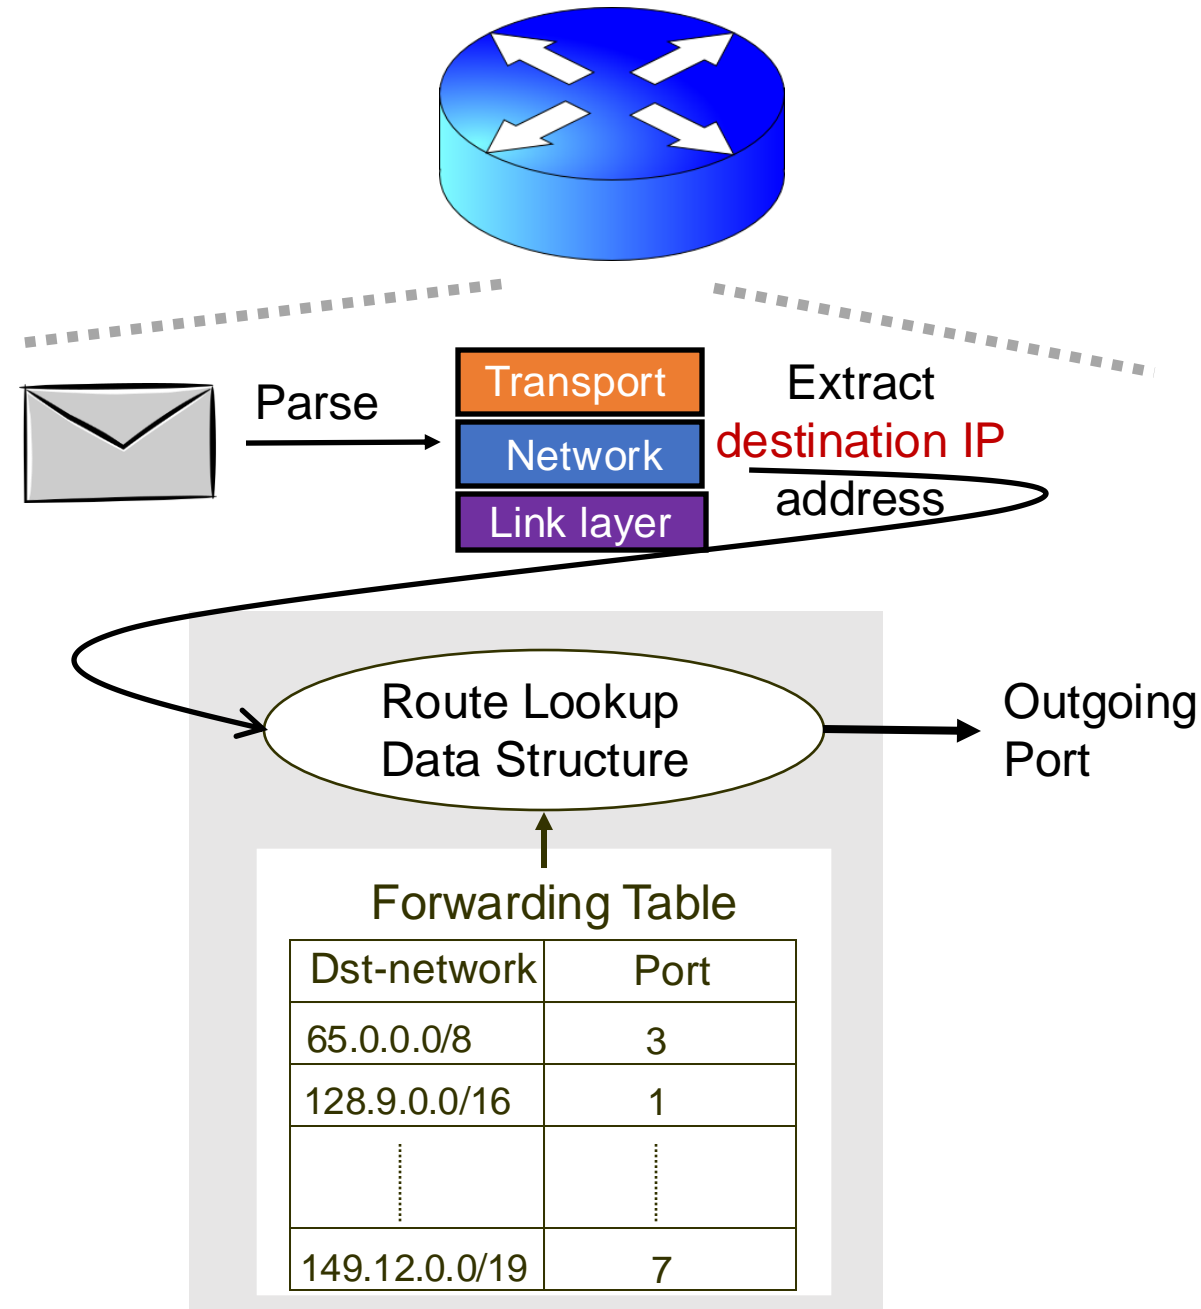 Parse
Transport
Network
Link layer
Extract
destination IP
address
Route Lookup
Data Structure
Outgoing
Port
Forwarding Table
Dst-network Port
65.0.0.0/8 3
128.9.0.0/16 1
149.12.0.0/19 7